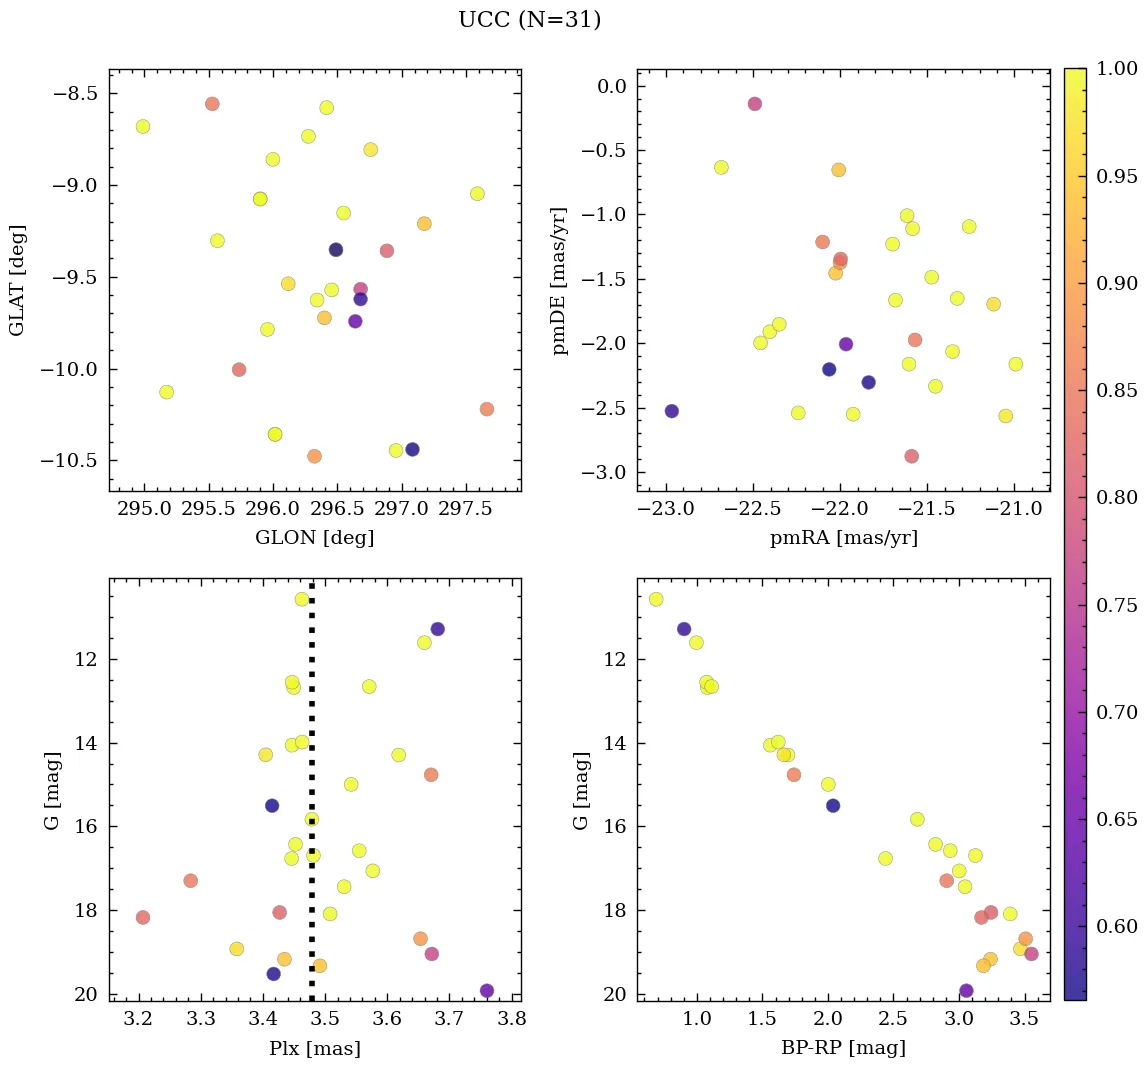 UCC (N=31)
−8.5
−9.0
−9.5
−10.0
−10.5
GLAT [deg]
295.0 295.5 296.0 296.5 297.0 297.5
GLON [deg]
0.0
−0.5
−1.0
−1.5
−2.0
−2.5
−3.0
pmDE [mas/yr]
−23.0 −22.5 −22.0 −21.5 −21.0
pmRA [mas/yr]
12
14
16
18
20
G [mag]
3.2 3.3 3.4 3.5 3.6 3.7 3.8
Plx [mas]
12
14
16
18
20
G [mag]
1.0 1.5 2.0 2.5 3.0 3.5
BP-RP [mag]
1.00
0.95
0.90
0.85
0.80
0.75
0.70
0.65
0.60